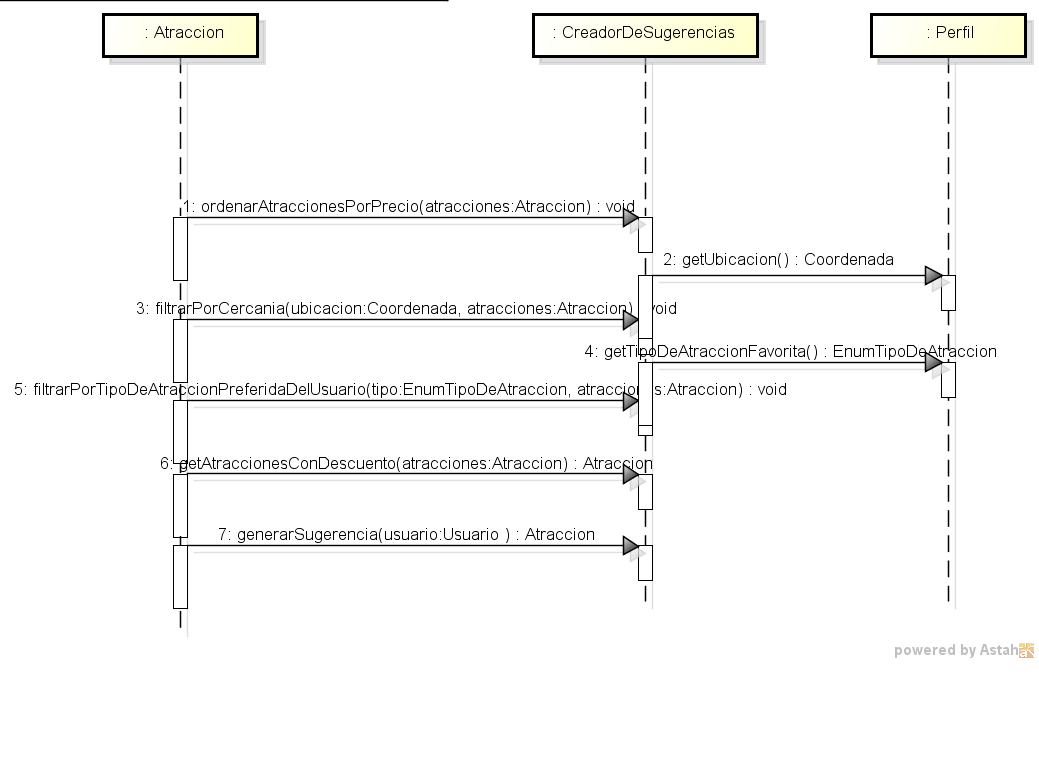 : Atraccion
: CreadorDeSugerencias
: Perfil
1: ordenarAtraccionesPorPrecio(atracciones:Atraccion) : void
2: getUbicacion() : Coordenada
3: filtrarPorCercania(ubicacion:Coordenada, atracciones:Atraccion) : void
4: getTipoDeAtraccionFavorita() : EnumTipoDeAtraccion
5: filtrarPorTipoDeAtraccionPreferidaDelUsuario(tipo:EnumTipoDeAtraccion, atracciones:Atraccion) : void
6: getAtraccionesConDescuento(atracciones:Atraccion) : Atraccion
7: generarSugerencia(usuario:Usuario ) : Atraccion
powered by Astah